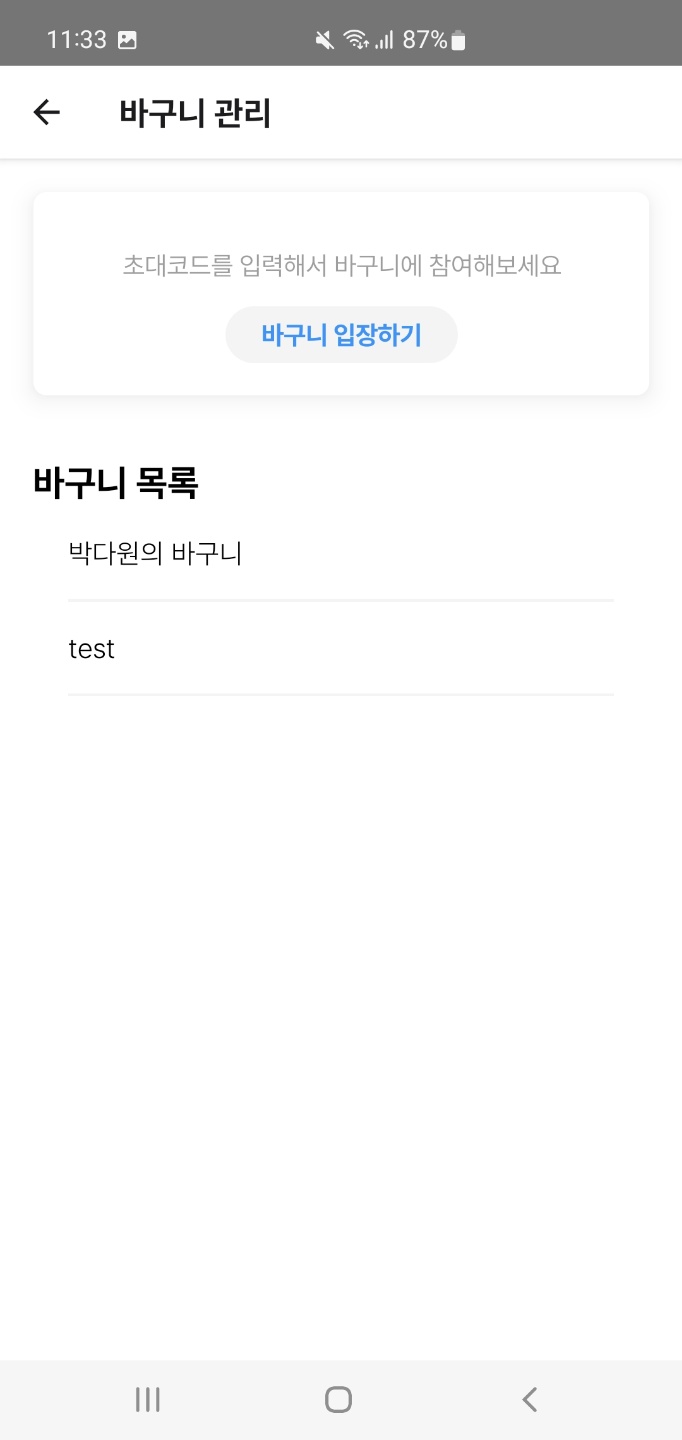 11:33 87%
바구니 관리
초대코드를 입력해서 바구니에 참여해보세요
바구니 입장하기
바구니 목록
박다원의 바구니
test